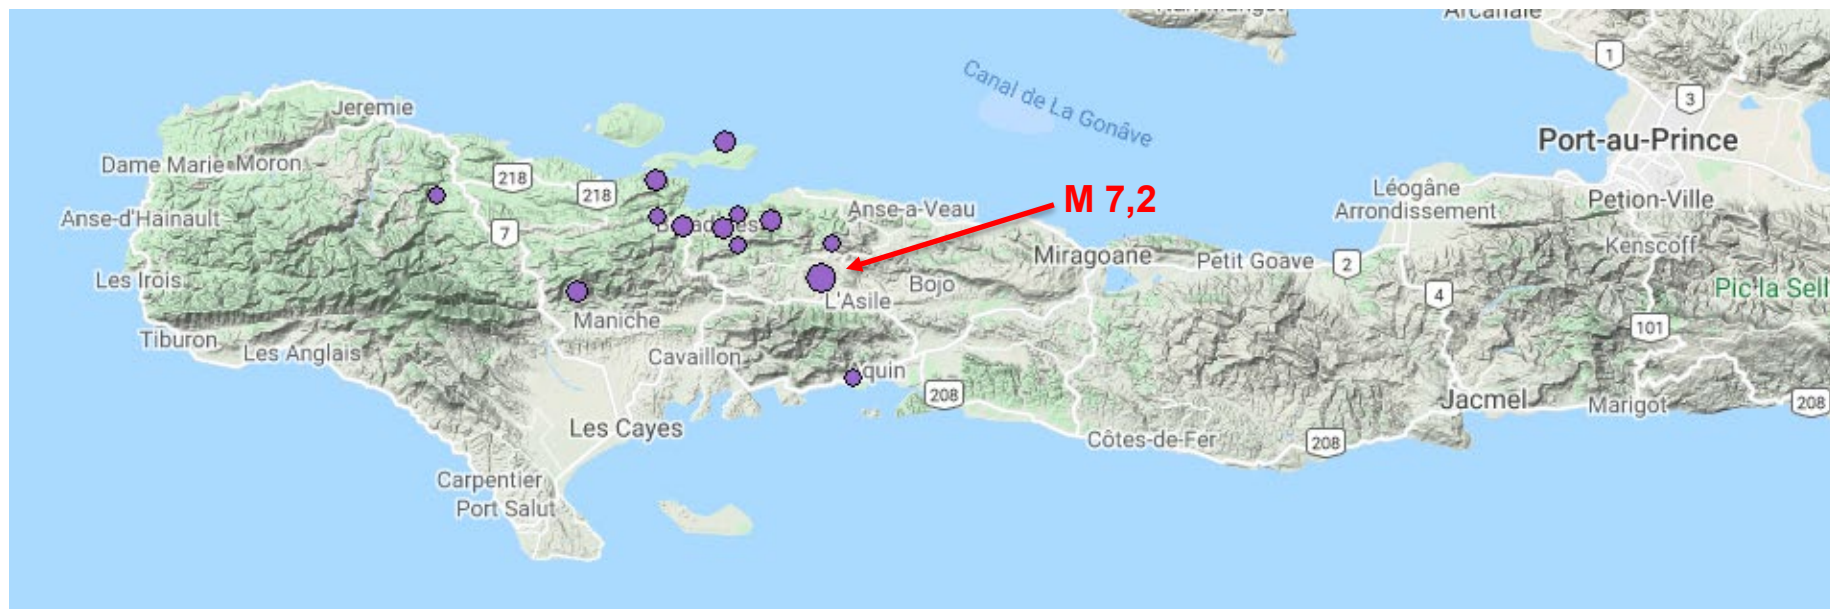 Arcahaie
1
Canal de La Gonâve
3
Jeremie
Port-au-Prince
Dame Marie
Moron
218
218
M 7,2
Léogâne
Arrondissement
Petion-Ville
Anse-d'Hainault
Anse-a-Veau
7
Kenscoff
Miragoane
Petit Goave
2
Les Irois
Bojo
4
Pic la Sell
L'Asile
Maniche
101
Tiburon
Les Anglais
Cavaillon
Aquin
208
Jacmel
Marigot
208
Les Cayes
Côtes-de-Fer
208
Carpentier
Port Salut